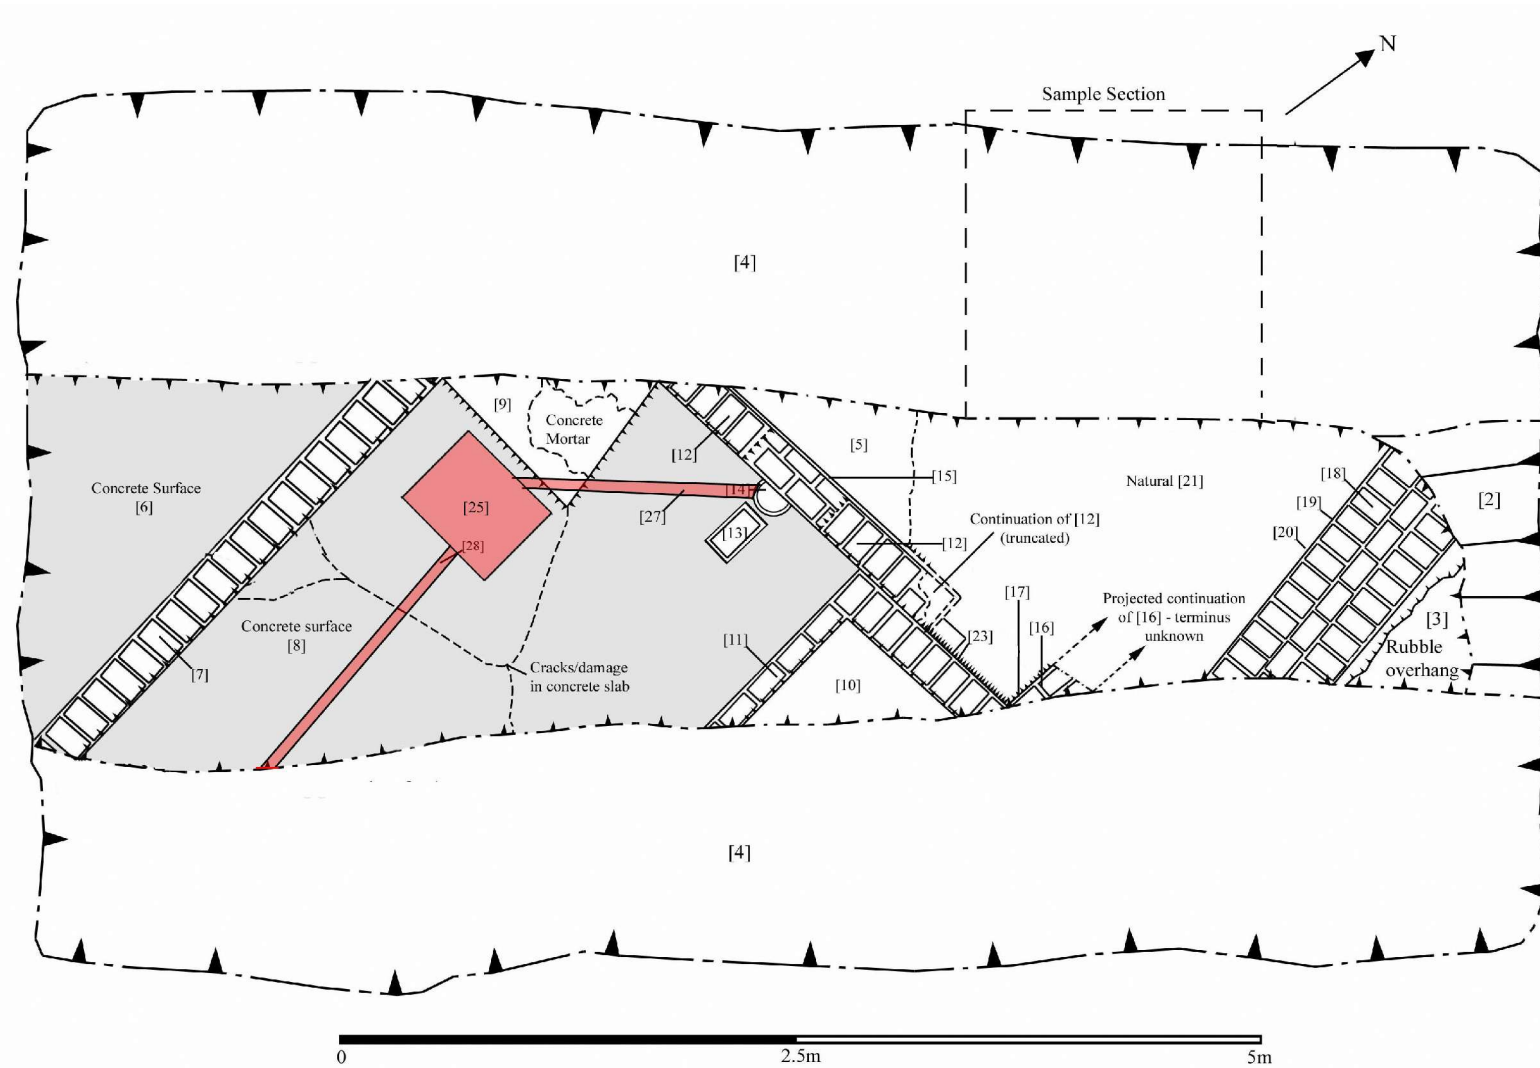 N
Sample Section
[4]
[9]
Concrete
Mortar
[12]
[5]
[15]
Natural [21]
[18]
[19]
[20]
[2]
Concrete Surface
[6]
[25]
[14]
[27]
[13]
[28]
[12]
Continuation of [12]
(truncated)
[17]
[16]
Projected continuation
of [16] - terminus
unknown
[3]
Rubble
overhang
Concrete surface
[8]
[7]
Cracks/damage
in concrete slab
[11]
[10]
[23]
[4]
0
2.5m
5m